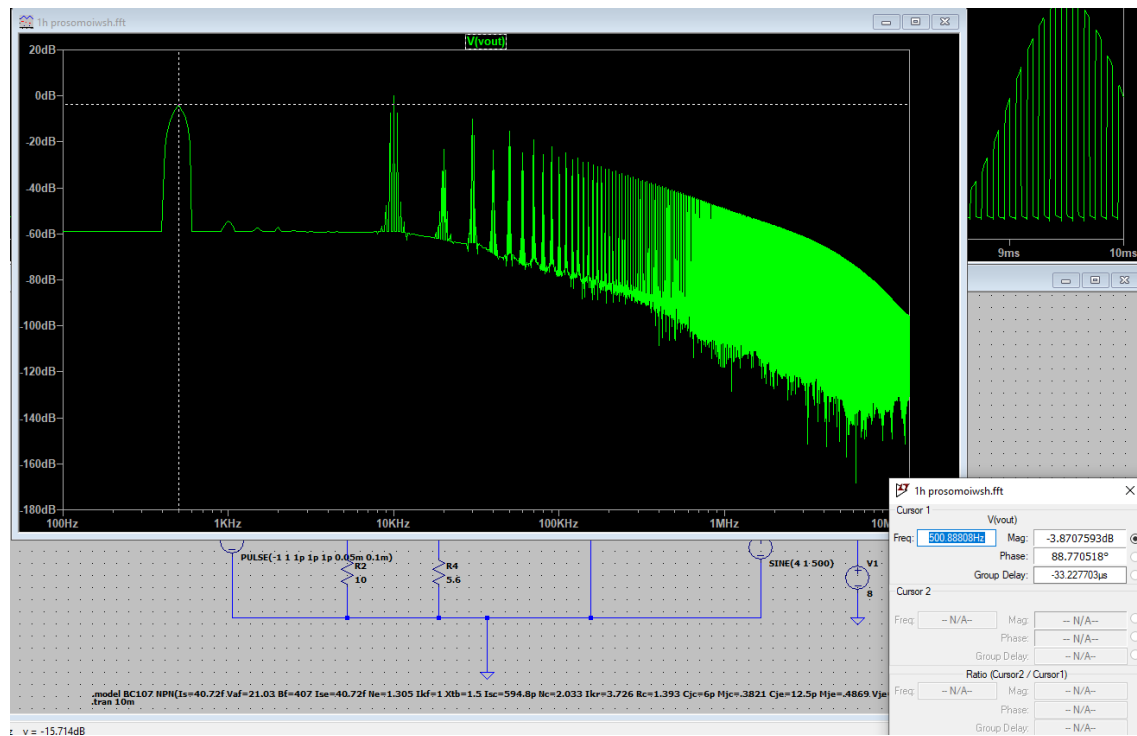 1h prosomoiwsh.fft
V(vout)
20dB
0dB
-20dB
-40dB
-60dB
-80dB
-100dB
-120dB
-140dB
-160dB
-180dB
100Hz 1KHz 10KHz 100KHz 1MHz
9ms 10ms
PULSE(-1 1 1p 1p 1p 0.05m 0.1m)
R2
10
R4
5.6
SINE(4 1 500)
V1
8
.model BC107 NPN(Is=40.72f Vaf=21.03 Bf=407 Ise=40.72f Ne=1.305 Ikf=1 Xtb=1.5 Isc=594.8p Nc=2.033 Ikr=3.726 Rc=1.393 Cjc=6p Mjc=.3821 Cje=12.5p Mje=.4869
.tran 10m
1h prosomoiwsh.fft
Cursor 1
V(vout)
Freq: 500.88808Hz Mag: -3.8707593dB
Phase: 88.770518°
Group Delay: -33.227703µs
Cursor 2
Freq: -- N/A-- Mag: -- N/A--
Phase: -- N/A--
Group Delay: -- N/A--
Ratio (Cursor2 / Cursor1)
Freq: -- N/A-- Mag: -- N/A--
Phase: -- N/A--
Group Delay: -- N/A--
y = -15.714dB